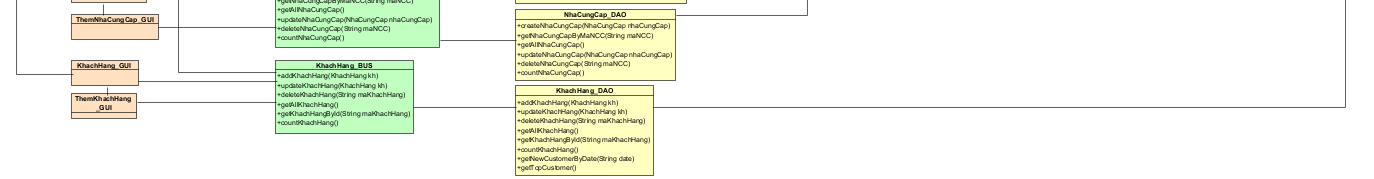 ThemNhaCungCap_GUI
+getNhaCungCapByMaNCC(String maNCC)
+getAllNhaCungCap()
+updateNhaCungCap(NhaCungCap nhaCungCap)
+deleteNhaCungCap(String maNCC)
+countNhaCungCap()
NhaCungCap_DAO
+createNhaCungCap(NhaCungCap nhaCungCap)
+getNhaCungCapByMaNCC(String maNCC)
+getAllNhaCungCap()
+updateNhaCungCap(NhaCungCap nhaCungCap)
+deleteNhaCungCap(String maNCC)
+countNhaCungCap()
KhachHang_GUI
ThemKhachHang
_GUI
KhachHang_BUS
+addKhachHang(KhachHang kh)
+updateKhachHang(KhachHang kh)
+deleteKhachHang(String maKhachHang)
+getAllKhachHang()
+getKhachHangById(String maKhachHang)
+countKhachHang()
KhachHang_DAO
+addKhachHang(KhachHang kh)
+updateKhachHang(KhachHang kh)
+deleteKhachHang(String maKhachHang)
+getAllKhachHang()
+getKhachHangById(String maKhachHang)
+countKhachHang()
+getNewCustomerByDate(String date)
+getTopCustomer()